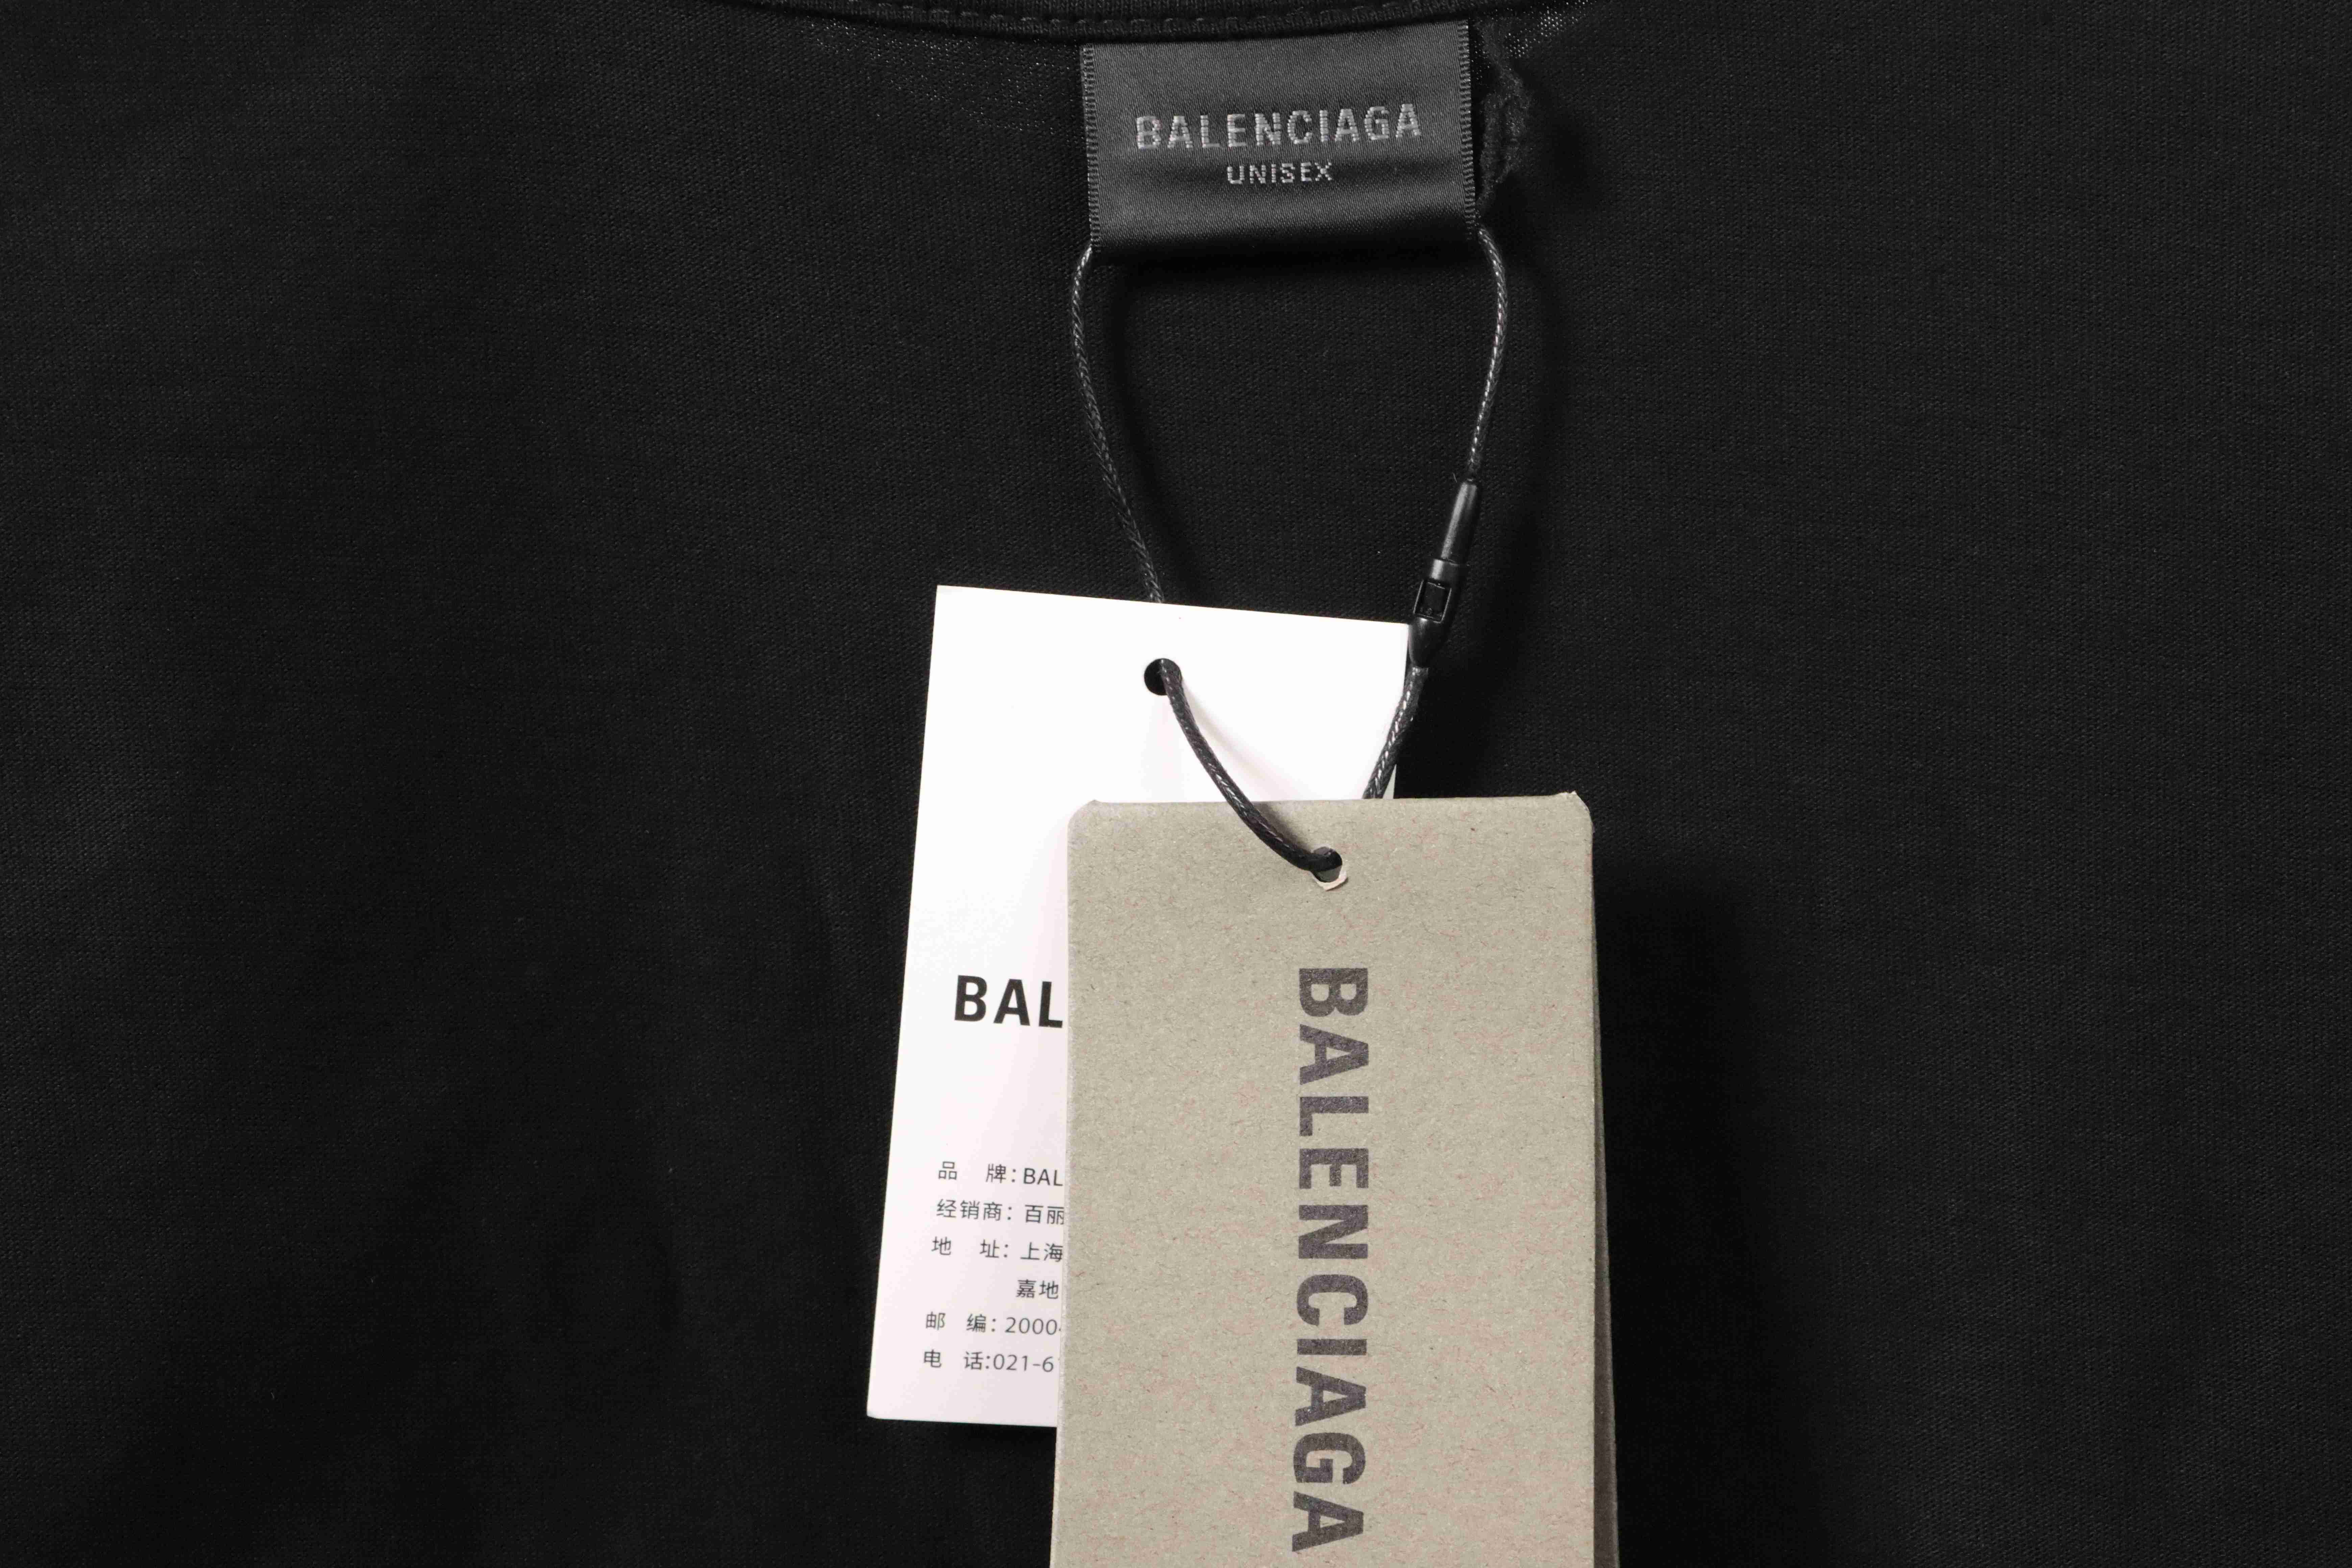 BALENCIAGA
UNISEX
BAL
品 牌：BAL
经销商：百丽
地 址：上海
嘉地
邮 编：2000
电 话：021-6
BALENCIAGA